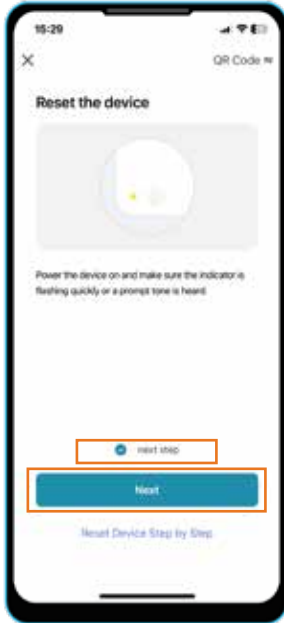 15:29
QR Code
Reset the device
Power the device on and make sure the indicator is
flashing quickly or a prompt tone is heard
next step
Next
Reset Device Step by Step